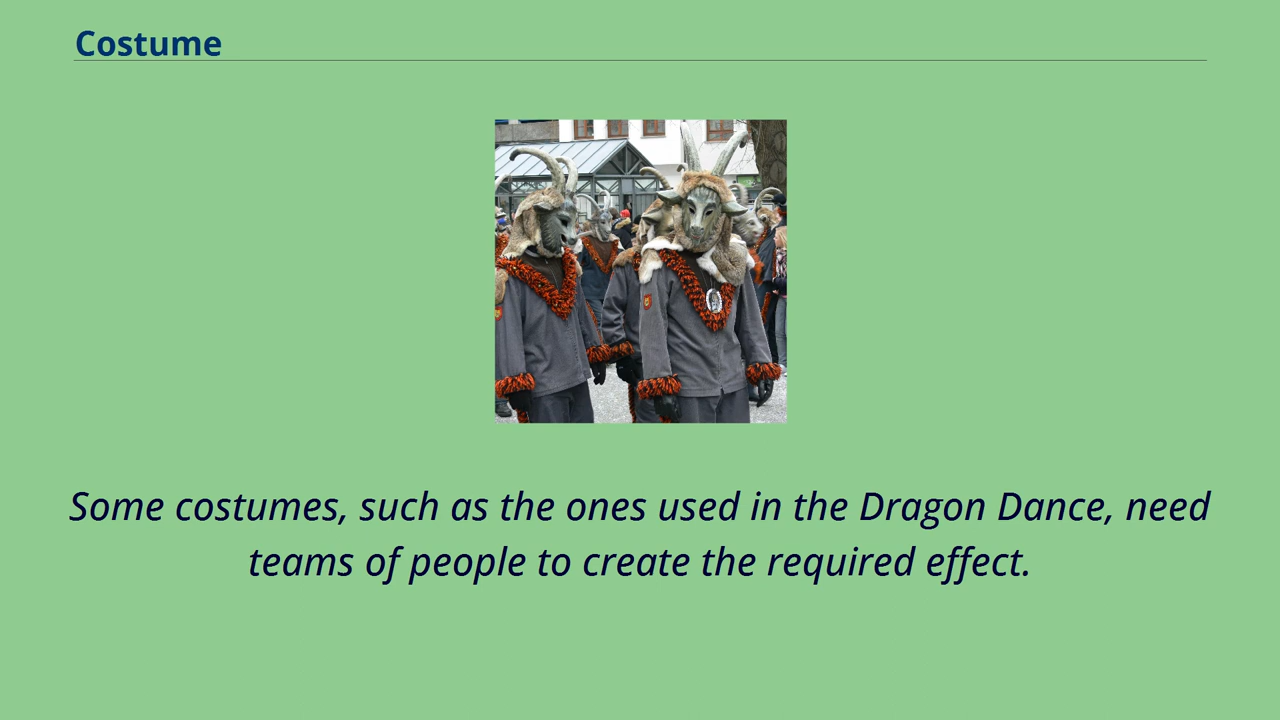 Costume
Some costumes, such as the ones used in the Dragon Dance, need
teams of people to create the required effect.